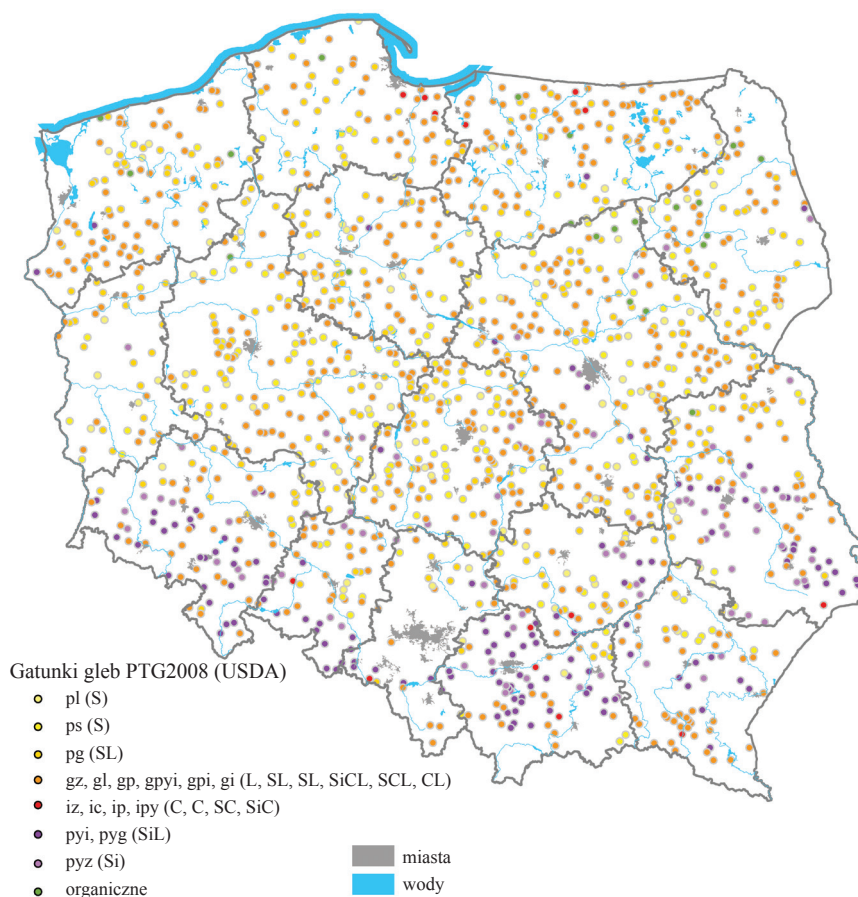 Gatunki gleb PTG2008 (USDA)
pl (S)
ps (S)
pg (SL)
gz, gl, gp, gpyi, gpi, gi (L, SL, SL, SiCL, SCL, CL)
iz, ic, ip, ipy (C, C, SC, SiC)
pyi, pyg (SiL)
pyz (Si)
organiczne
miasta
wody